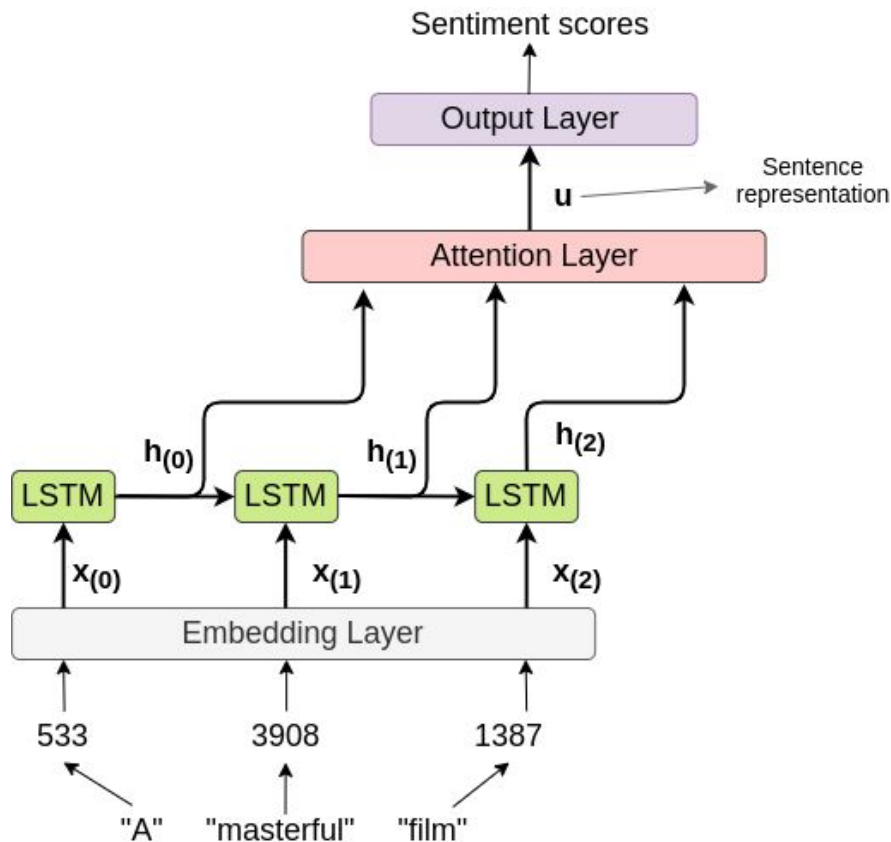 Sentiment scores
Output Layer
u
Sentence
representation
Attention Layer
h(0)
h(1)
h(2)
LSTM
LSTM
LSTM
x(0)
x(1)
x(2)
Embedding Layer
533
3908
1387
"A"
"masterful"
"film"